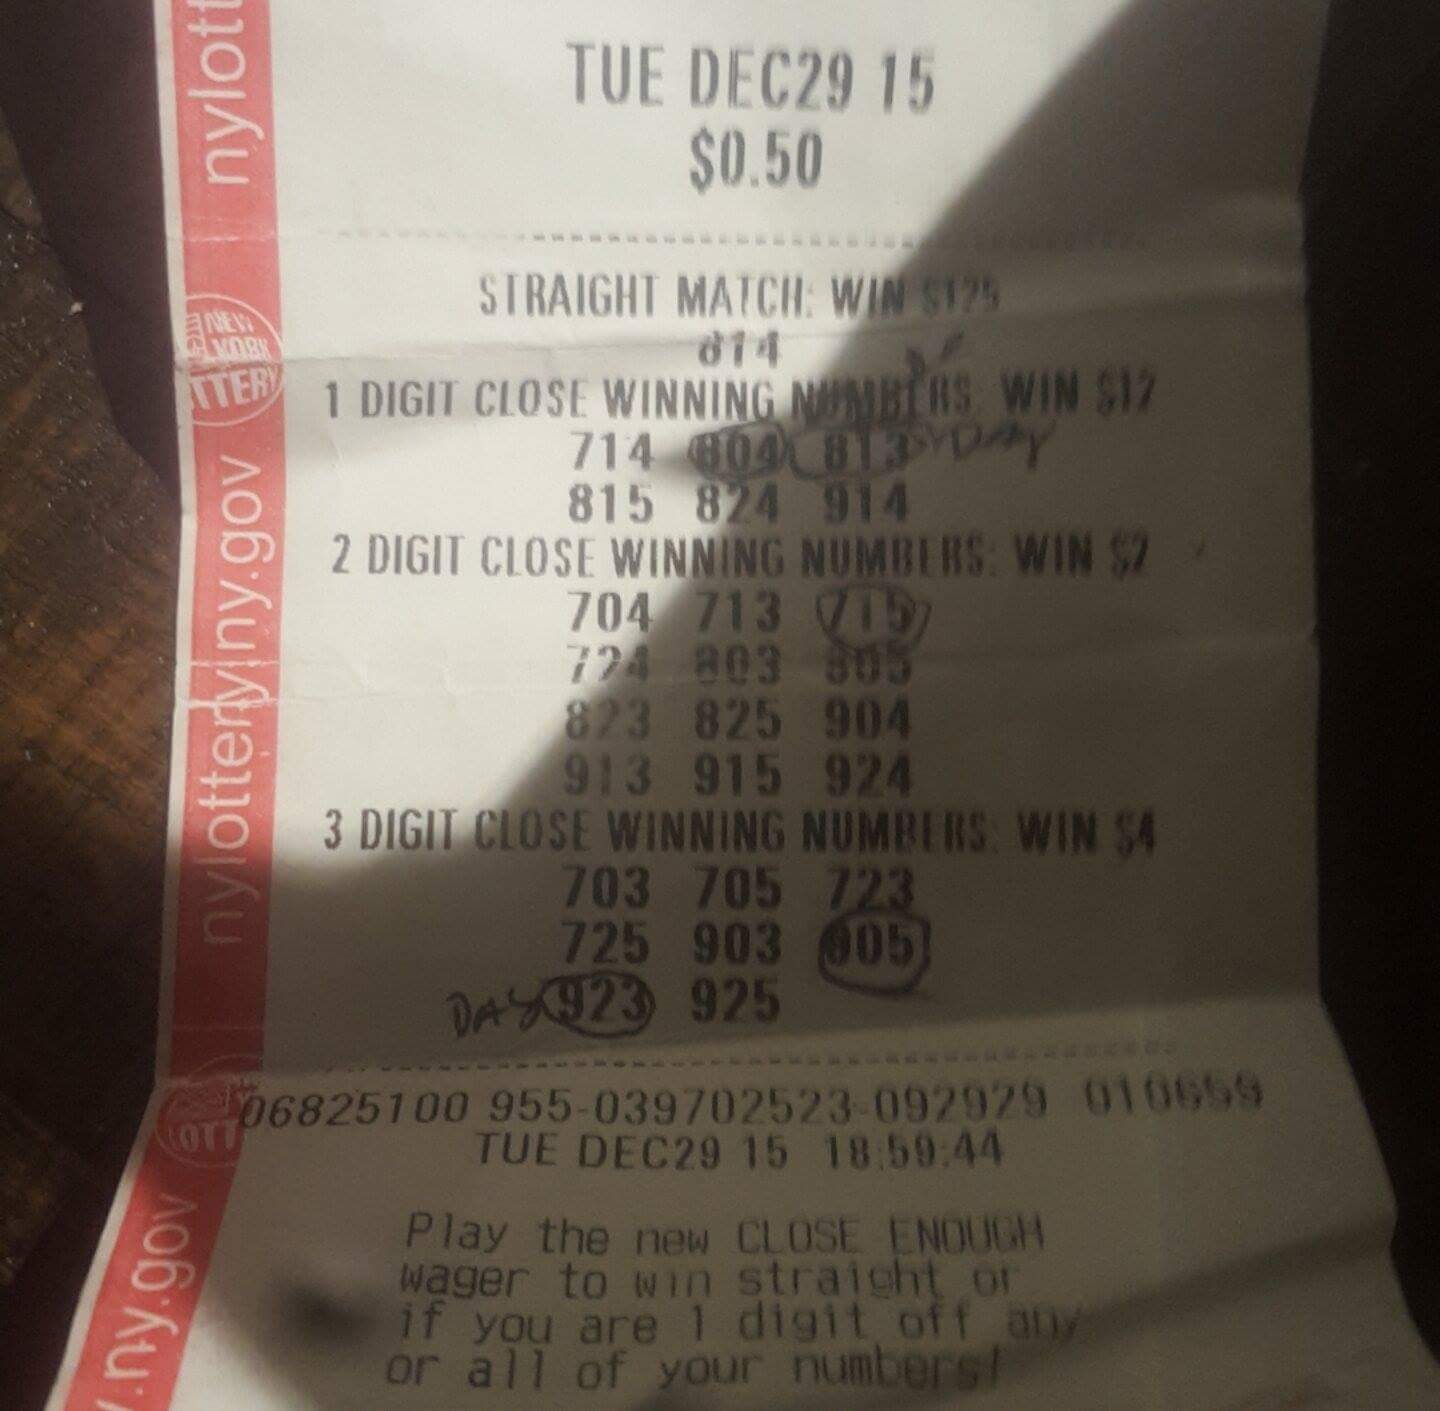 TUE DEC29 15
$0.50
STRAIGHT MATCH: WIN $125
814
1 DIGIT CLOSE WINNING NUMBERS: WIN $12
714 804 813 DAY
815 824 914
2 DIGIT CLOSE WINNING NUMBERS: WIN $2
704 713 715
724 803 805
823 825 904
913 915 924
3 DIGIT CLOSE WINNING NUMBERS: WIN $4
703 705 723
725 903 905
DAY 923 925
06825100 955-039702523-092929 010659
TUE DEC29 15 18:59:44
Play the new CLOSE ENOUGH
wager to win straight or
if you are 1 digit off any
or all of your numbers!
nylott
NEW
YORK
LOTTERY
nylottery.ny.gov
LOTT
.ny.gov